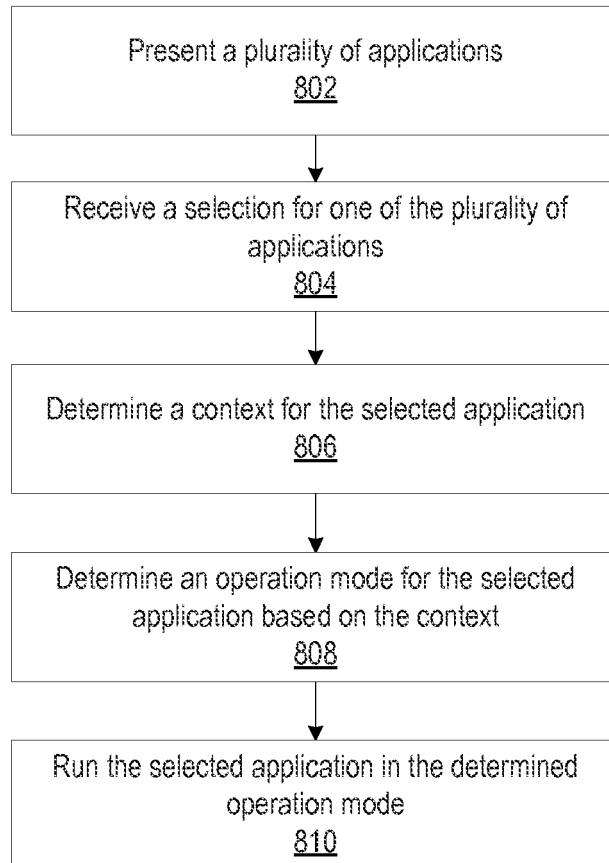 Present a plurality of applications
802
Receive a selection for one of the plurality of
applications
804
Determine a context for the selected application
806
Determine an operation mode for the selected
application based on the context
808
Run the selected application in the determined
operation mode
810